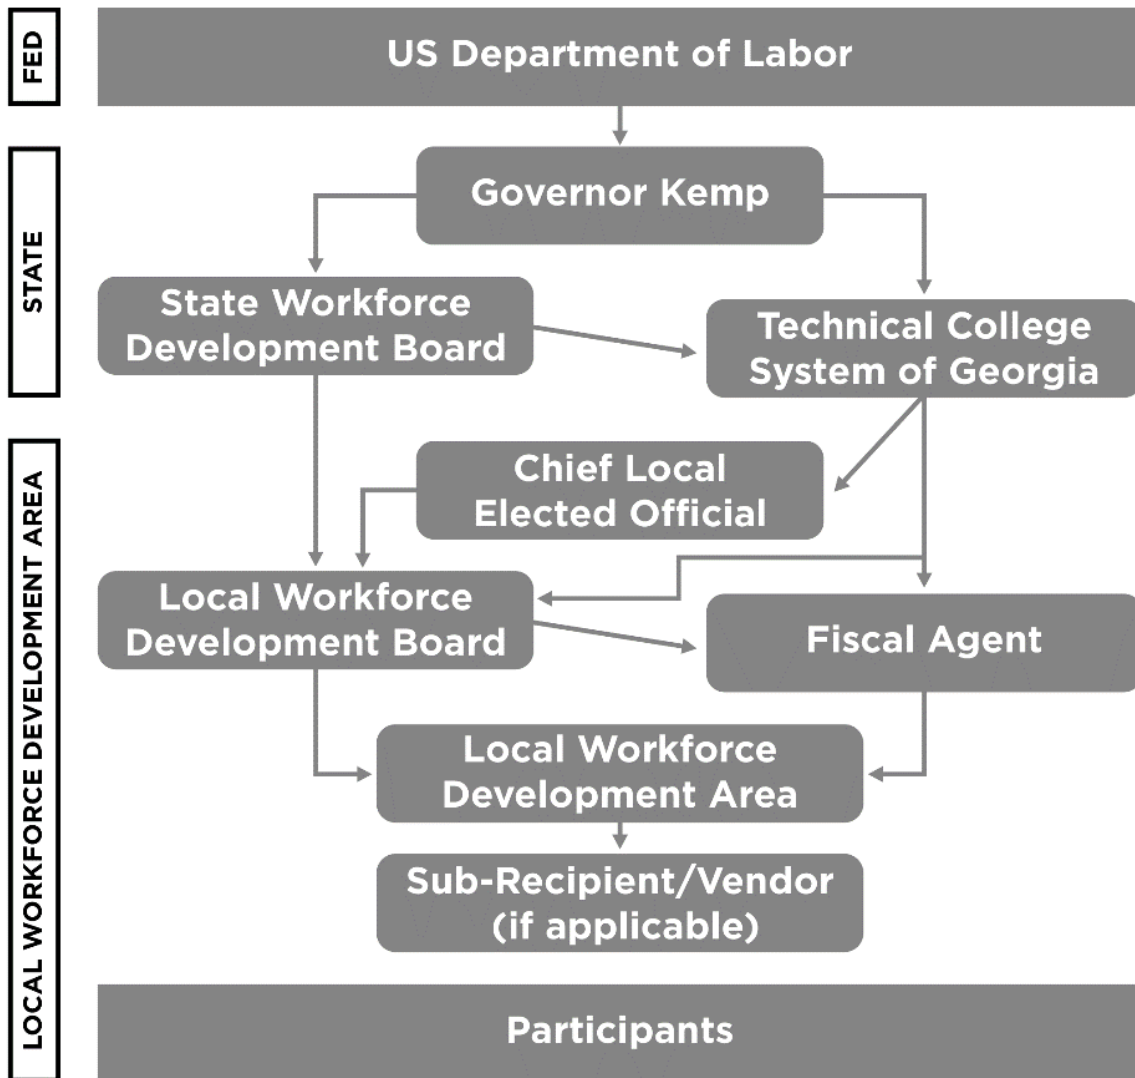 FED
US Department of Labor
STATE
Governor Kemp
State Workforce
Development Board
Technical College
System of Georgia
LOCAL WORKFORCE DEVELOPMENT AREA
Chief Local
Elected Official
Local Workforce
Development Board
Fiscal Agent
Local Workforce
Development Area
Sub-Recipient/Vendor
(if applicable)
Participants